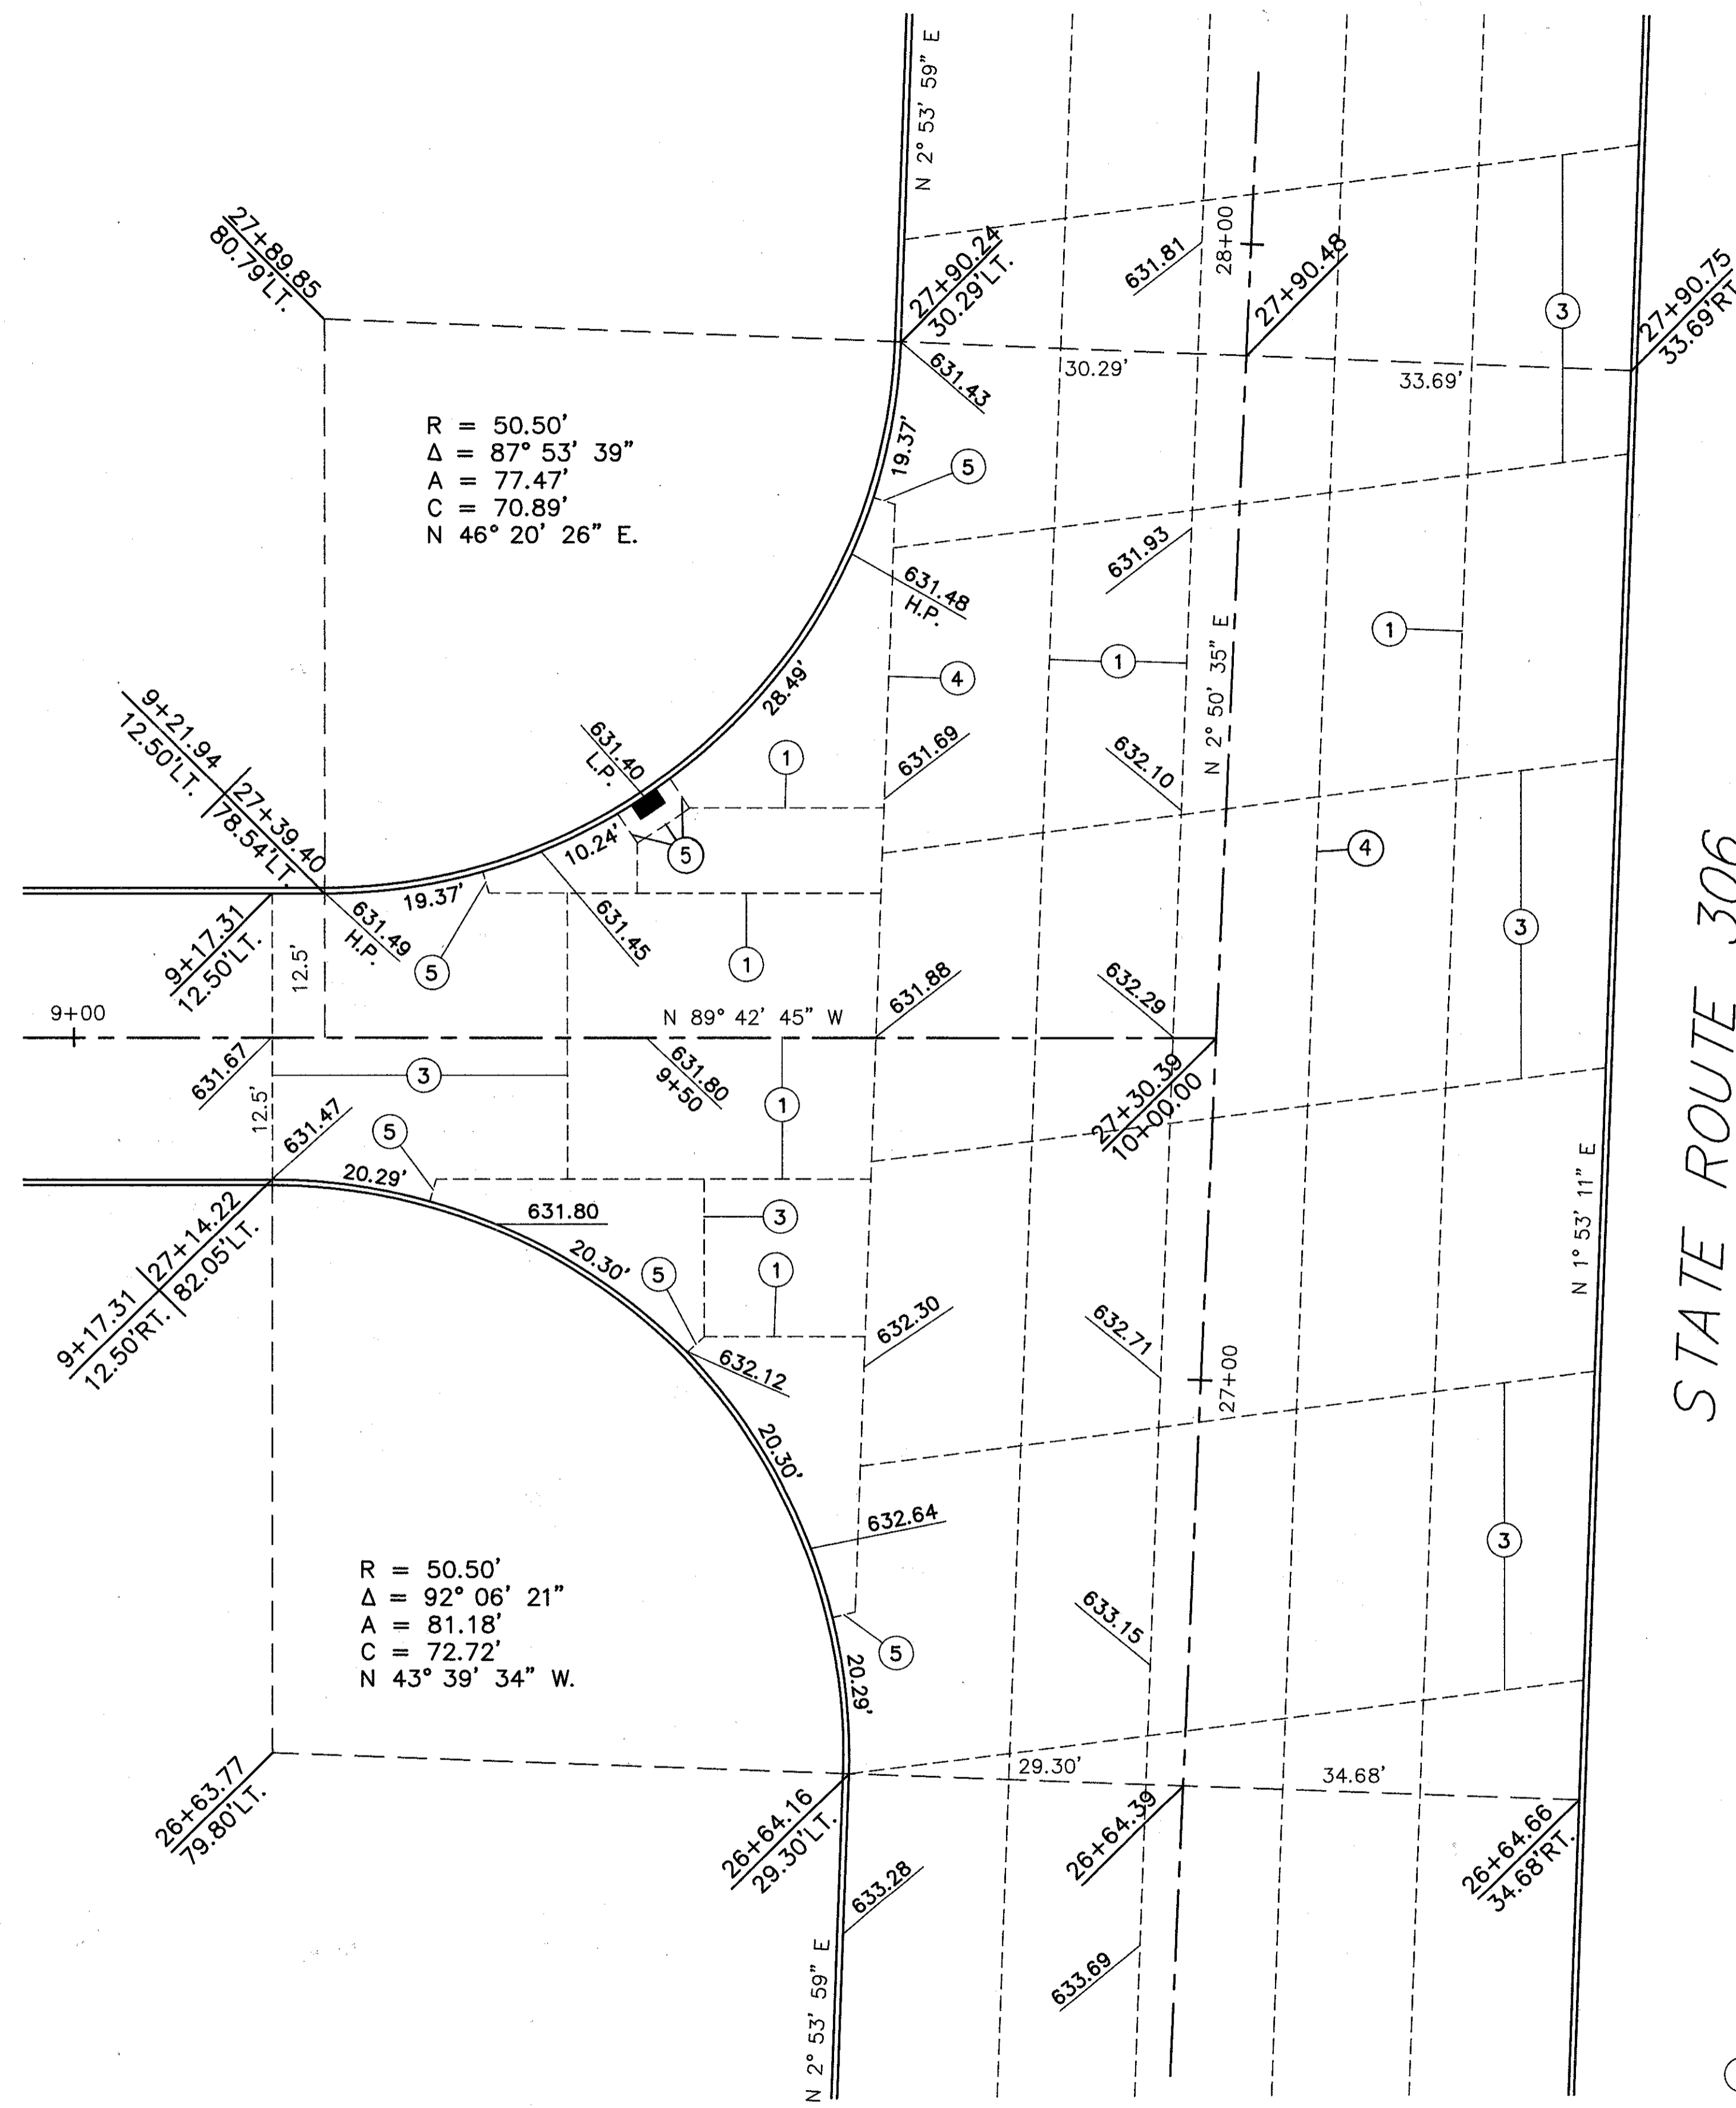 N 2° 53' 59" E
27+89.85
80.79'LT.
27+90.24
30.29'LT.
631.81
28+00
27+90.48
27+90.75
33.69'RT
3
30.29'
33.69'
631.43
R = 50.50'
Δ = 87° 53' 39"
A = 77.47'
C = 70.89'
N 46° 20' 26" E.
19.37'
5
631.93
631.48
H.P.
1
1
4
28.49'
N 2° 50' 35" E
9+21.94
12.50'LT.
27+39.40
78.54'LT.
631.40
L.P.
1
631.69
632.10
10.24'
5
4
19.37'
631.49
H.P.
631.45
3
9+17.31
12.50'LT.
12.5'
5
1
631.88
632.29
STATE ROUTE 306
9+00
N 89° 42' 45" W
631.67
3
631.80
9+50
1
27+30.39
10+00.00
12.5'
631.47
5
20.29'
631.80
3
N 1° 53' 11" E
9+17.31
12.50'RT.
27+14.22
82.05'LT.
20.30'
5
1
632.12
632.30
632.71
27+00
20.30'
632.64
3
R = 50.50'
Δ = 92° 06' 21"
A = 81.18'
C = 72.72'
N 43° 39' 34" W.
633.15
5
20.29'
29.30'
34.68'
26+63.77
79.80'LT.
26+64.16
29.30'LT.
26+64.39
26+64.66
34.68'RT.
633.28
633.69
N 2° 53' 59" E